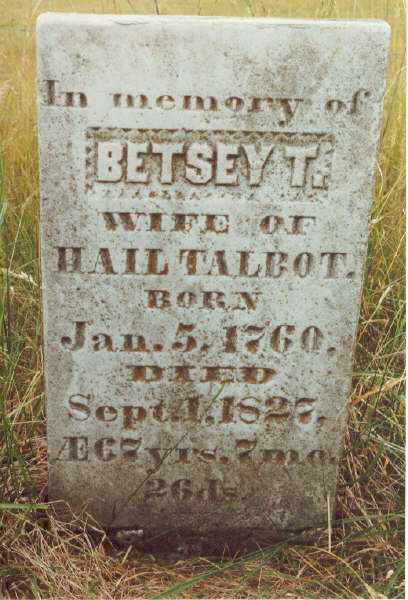 In memory of
BETSEY T.
WIFE OF
HAIL TALBOT.
BORN
Jan. 5, 1760.
DIED
Sept. 1, 1827,
Æ 67 yrs. 7 mo.
26 ds.